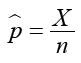 p̂ = X/n